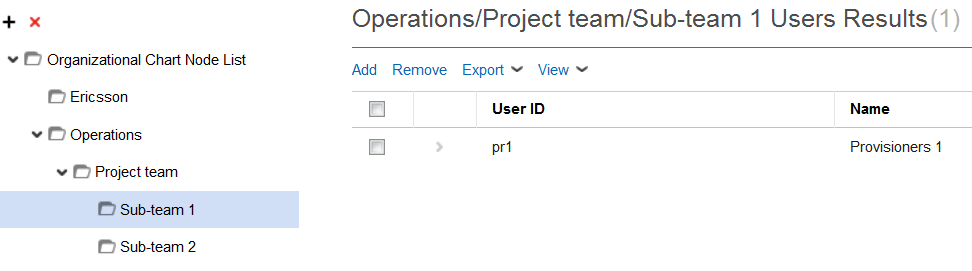 Operations/Project team/Sub-team 1 Users Results(1)
Organizational Chart Node List
Ericsson
Operations
Project team
Sub-team 1
Sub-team 2
Add Remove Export View
User ID Name
pr1 Provisioners 1